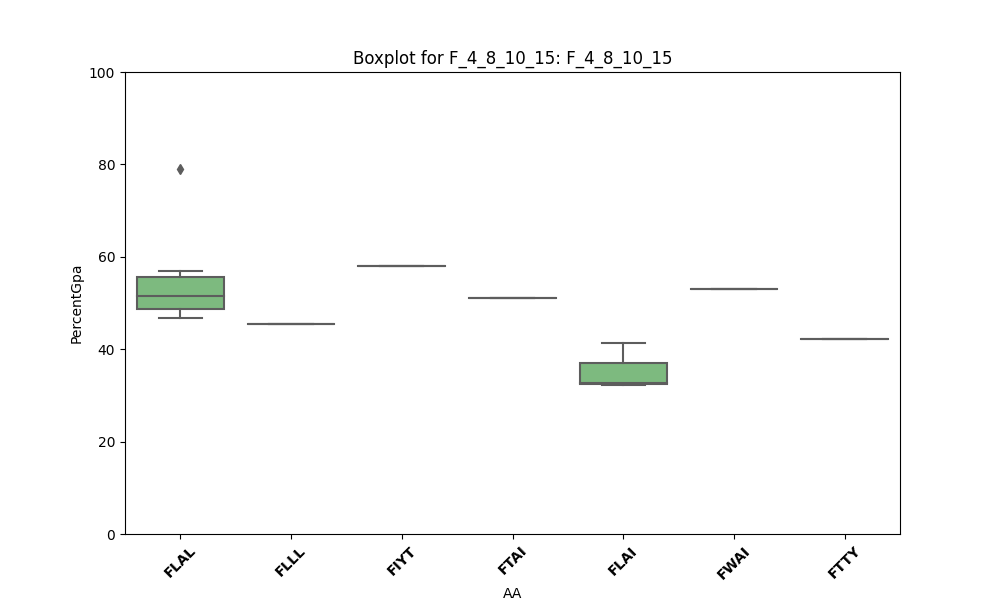 Boxplot for F_4_8_10_15: F_4_8_10_15
100
80
60
40
20
0
PercentGpa
FLAL
FLLL
FIYT
FTAI
FLAI
FWAI
FTTY
AA